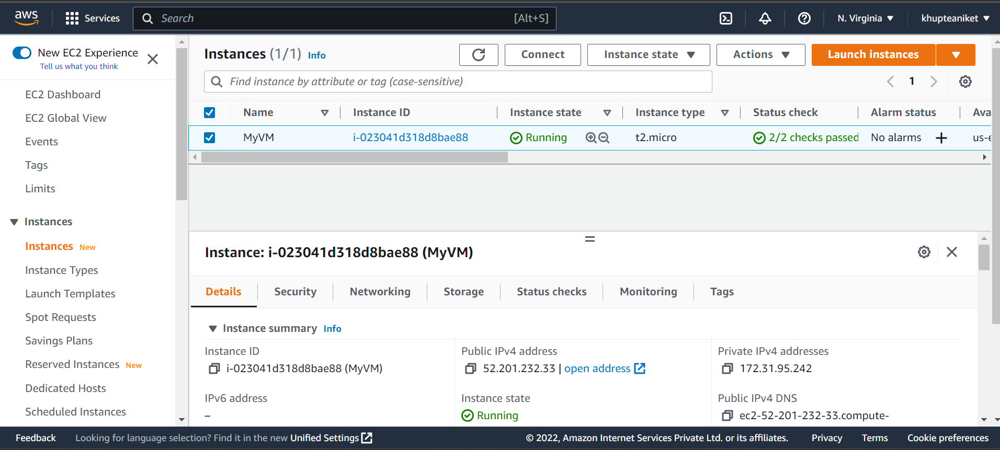 aws Services Search [Alt+S] N. Virginia khupteaniket
New EC2 Experience
Tell us what you think
EC2 Dashboard
EC2 Global View
Events
Tags
Limits
Instances
Instances New
Instance Types
Launch Templates
Spot Requests
Savings Plans
Reserved Instances New
Dedicated Hosts
Scheduled Instances
Instances (1/1) Info Connect Instance state Actions Launch instances
Find instance by attribute or tag (case-sensitive) 1
Name Instance ID Instance state Instance type Status check Alarm status Ava
MyVM i-023041d318d8bae88 Running t2.micro 2/2 checks passed No alarms + us-e
Instance: i-023041d318d8bae88 (MyVM)
Details Security Networking Storage Status checks Monitoring Tags
Instance summary Info
Instance ID Public IPv4 address Private IPv4 addresses
i-023041d318d8bae88 (MyVM) 52.201.232.33 | open address 172.31.95.242
IPv6 address Instance state Public IPv4 DNS
– Running ec2-52-201-232-33.compute-
Feedback Looking for language selection? Find it in the new Unified Settings © 2022, Amazon Internet Services Private Ltd. or its affiliates. Privacy Terms Cookie preferences